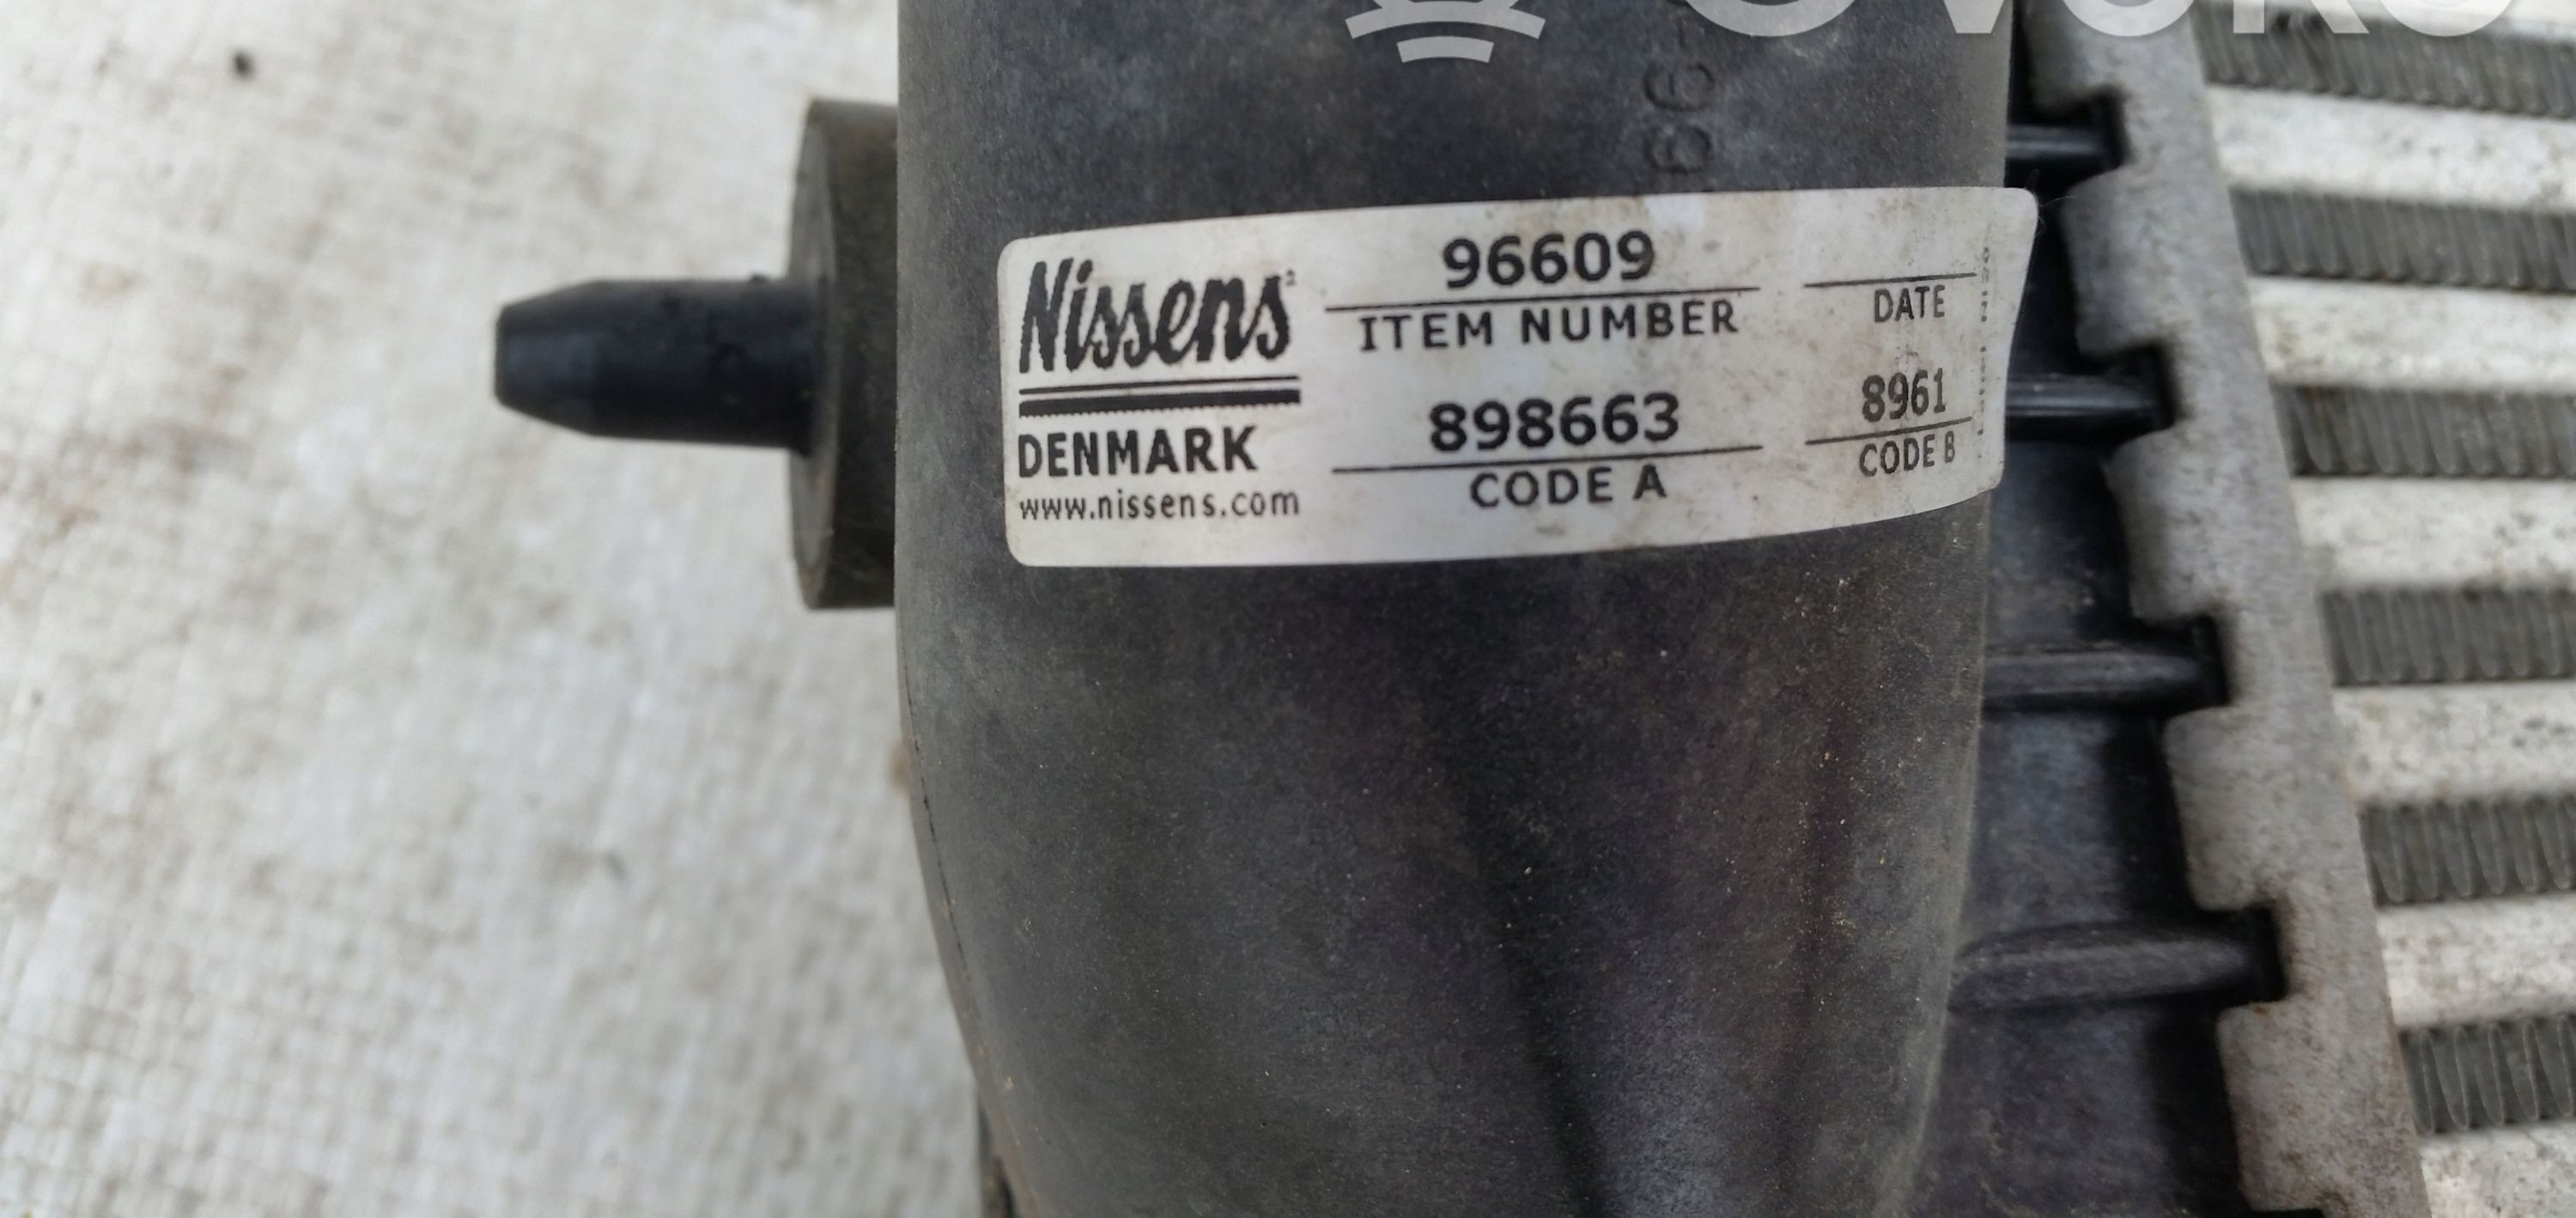 96609
ITEM NUMBER
DATE
Nissens
DENMARK
www.nissens.com
898663
CODE A
8961
CODE B